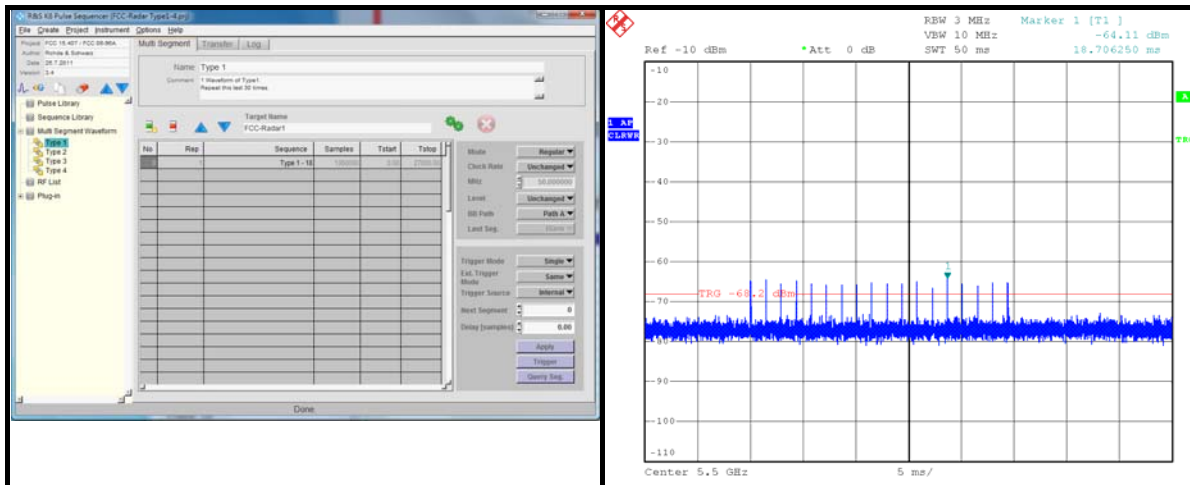 R&S K6 Pulse Sequencer (FCC-Radar Type1-4.prj)
File Create Project Instrument Options Help
Project FCC 15.407 / FCC 06-96A
Date 26.7.2011
Version 3.4
Multi Segment Transfer Log
Name Type 1
Comment 1 Waveform of Type1.
Repeat this last 30 times.
Target Name
FCC-Radar1
Pulse Library
Sequence Library
Multi Segment Waveform
Type 1
Type 2
Type 3
Type 4
RF List
Plug-in
No Rep Sequence Samples Tstart Tstop
1 Type 1 - 18 0.00
Mode Regular
Clock Rate Unchanged
MHz 50.000000
Level Unchanged
BB Path Path A
Last Seg.
Trigger Mode Single
Ext. Trigger Mode Same
Trigger Source Internal
Next Segment 0
Delay [samples] 0.00
Apply
Trigger
Query Seg.
Done
RBW 3 MHz Marker 1 [T1 ]
VBW 10 MHz -64.11 dBm
Ref -10 dBm *Att 0 dB SWT 50 ms 18.706250 ms
-10
-20
A
1 AP
CLRWR
-30
-40
-50
-60
1
TRG -68.2 dBm
-70
-80
-90
-100
-110
Center 5.5 GHz 5 ms/